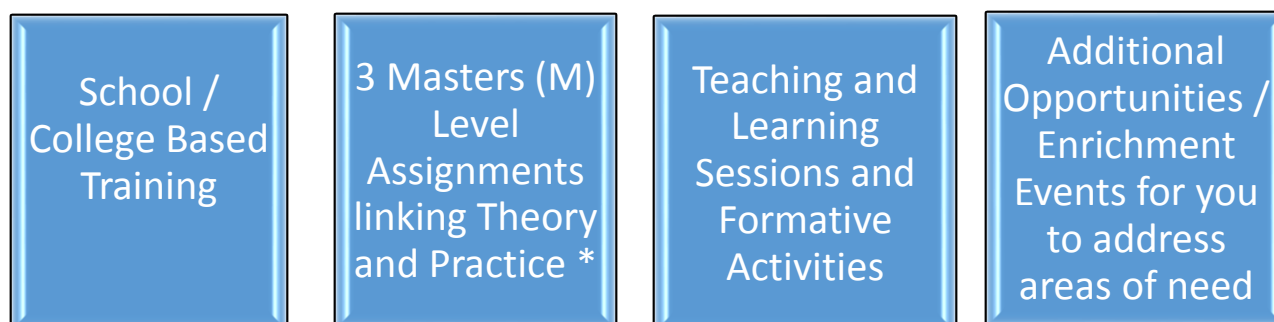 School /
College Based
Training
3 Masters (M)
Level
Assignments
linking Theory
and Practice *
Teaching and
Learning
Sessions and
Formative
Activities
Additional
Opportunities /
Enrichment
Events for you
to address
areas of need